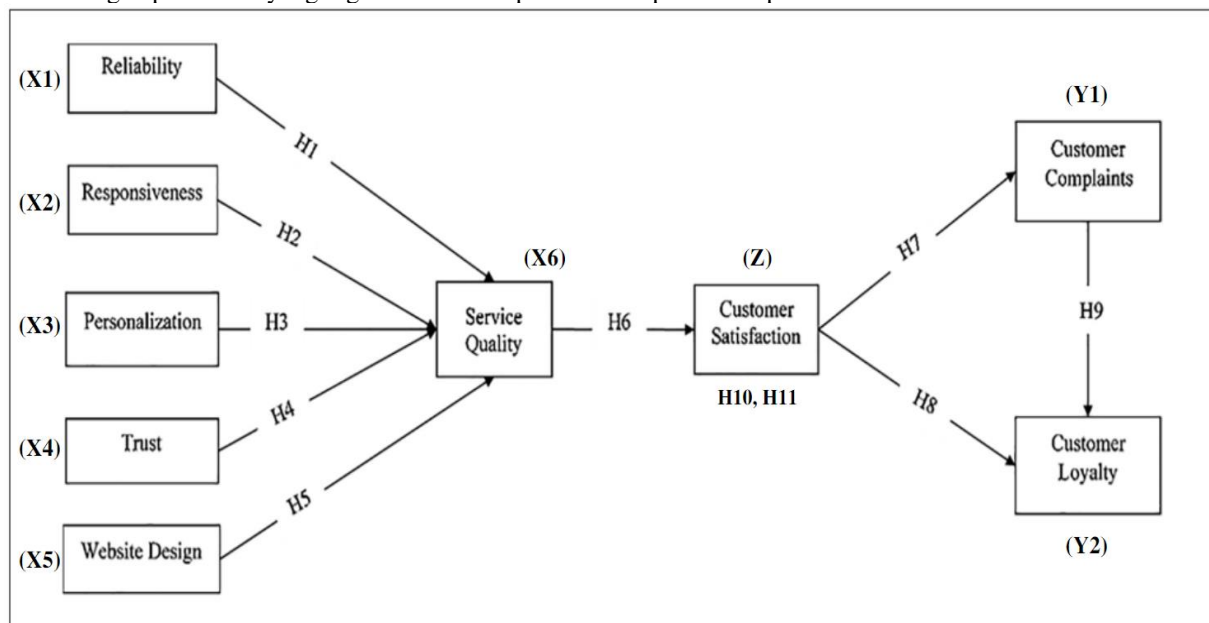 (X1)
Reliability
H1
(X2)
Responsiveness
H2
(X3)
Personalization
H3
(X4)
Trust
H4
(X5)
Website Design
H5
(X6)
Service
Quality
H6
(Z)
Customer
Satisfaction
H10, H11
H7
H8
(Y1)
Customer
Complaints
H9
Customer
Loyalty
(Y2)